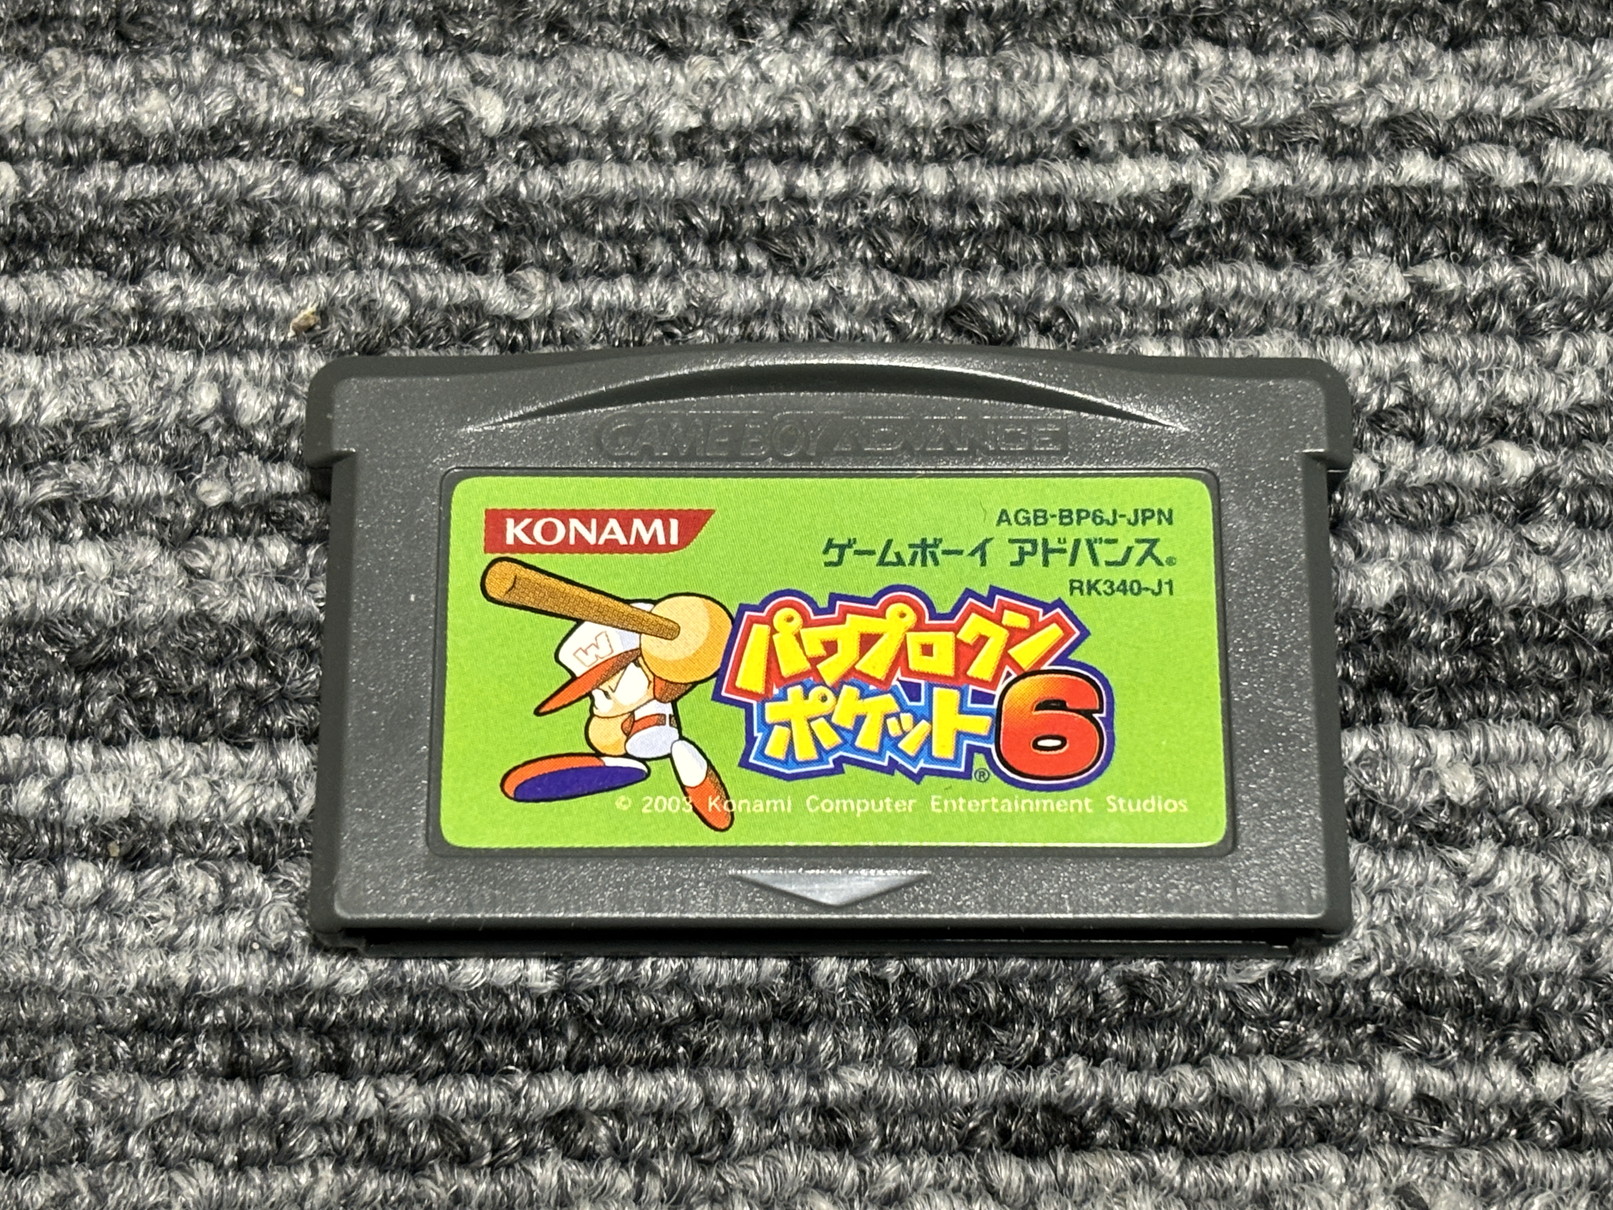 GAME BOY ADVANCE
KONAMI
AGB-BP6J-JPN
ゲームボーイ アドバンス®
RK340-J1
W
パワプロクン
ポケット6®
© 2003 Konami Computer Entertainment Studios